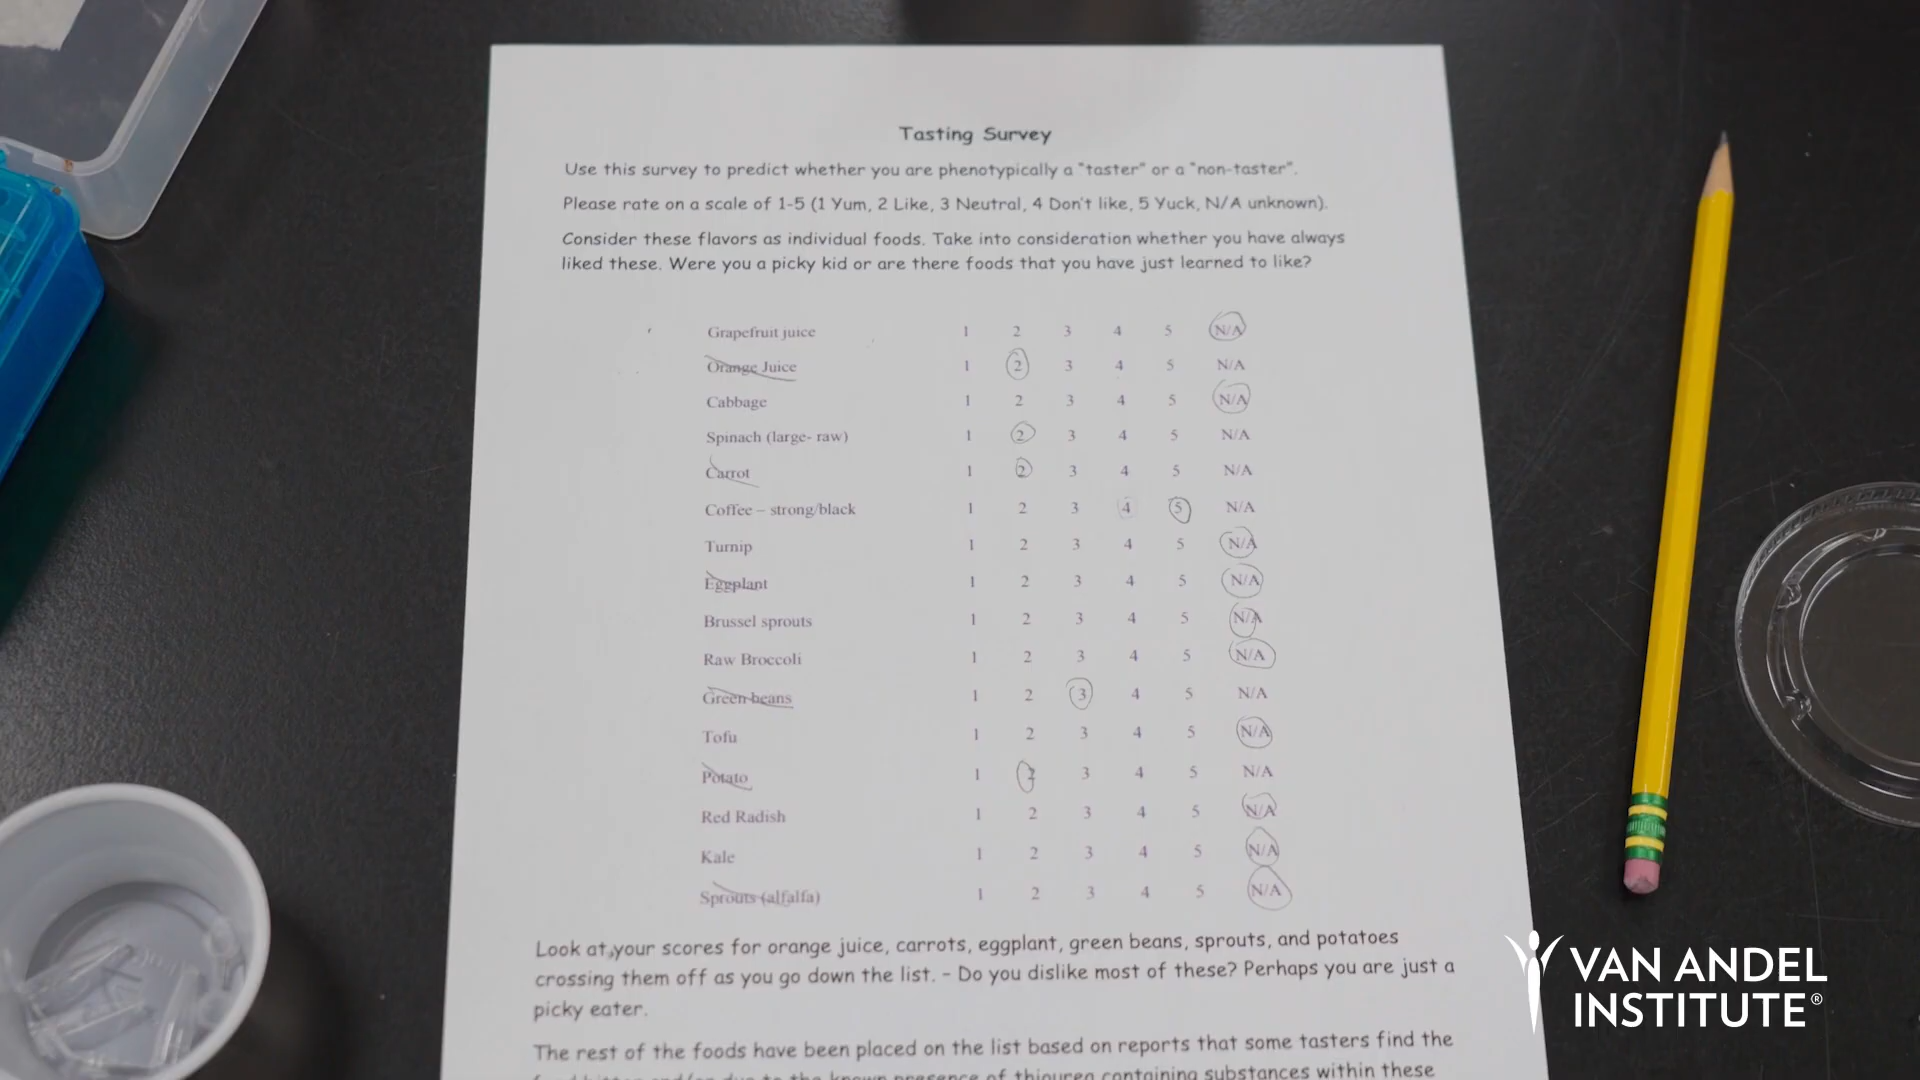 Tasting Survey
Use this survey to predict whether you are phenotypically a "taster" or a "non-taster".
Please rate on a scale of 1-5 (1 Yum, 2 Like, 3 Neutral, 4 Don't like, 5 Yuck, N/A unknown).
Consider these flavors as individual foods. Take into consideration whether you have always
liked these. Were you a picky kid or are there foods that you have just learned to like?
Grapefruit juice 1 2 3 4 5 N/A
Orange Juice 1 2 3 4 5 N/A
Cabbage 1 2 3 4 5 N/A
Spinach (large- raw) 1 2 3 4 5 N/A
Carrot 1 2 3 4 5 N/A
Coffee – strong/black 1 2 3 4 5 N/A
Turnip 1 2 3 4 5 N/A
Eggplant 1 2 3 4 5 N/A
Brussel sprouts 1 2 3 4 5 N/A
Raw Broccoli 1 2 3 4 5 N/A
Green beans 1 2 3 4 5 N/A
Tofu 1 2 3 4 5 N/A
Potato 1 2 3 4 5 N/A
Red Radish 1 2 3 4 5 N/A
Kale 1 2 3 4 5 N/A
Sprouts (alfalfa) 1 2 3 4 5 N/A
Look at your scores for orange juice, carrots, eggplant, green beans, sprouts, and potatoes
crossing them off as you go down the list. - Do you dislike most of these? Perhaps you are just a
picky eater.
The rest of the foods have been placed on the list based on reports that some tasters find the
presence of thiourea containing substances within these
VAN ANDEL
INSTITUTE®